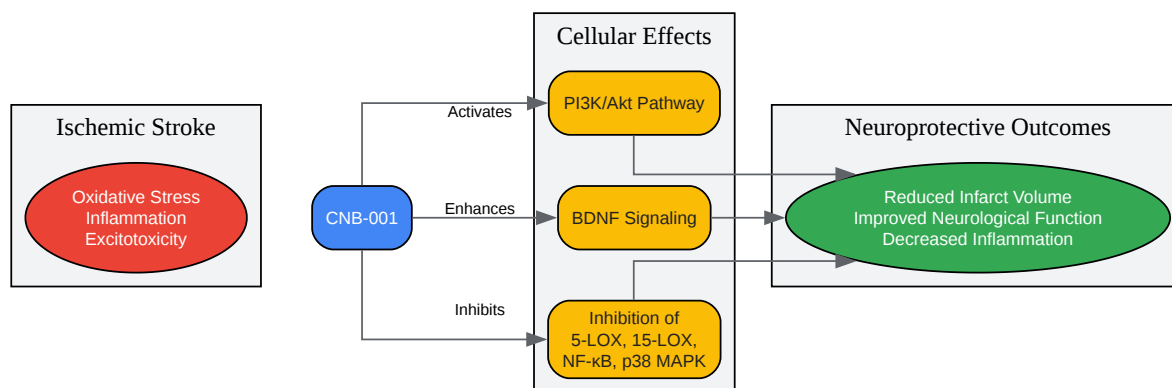 Ischemic Stroke
Oxidative Stress
Inflammation
Excitotoxicity
CNB-001
Activates
Enhances
Inhibits
Cellular Effects
PI3K/Akt Pathway
BDNF Signaling
Inhibition of
5-LOX, 15-LOX,
NF-κB, p38 MAPK
Neuroprotective Outcomes
Reduced Infarct Volume
Improved Neurological Function
Decreased Inflammation